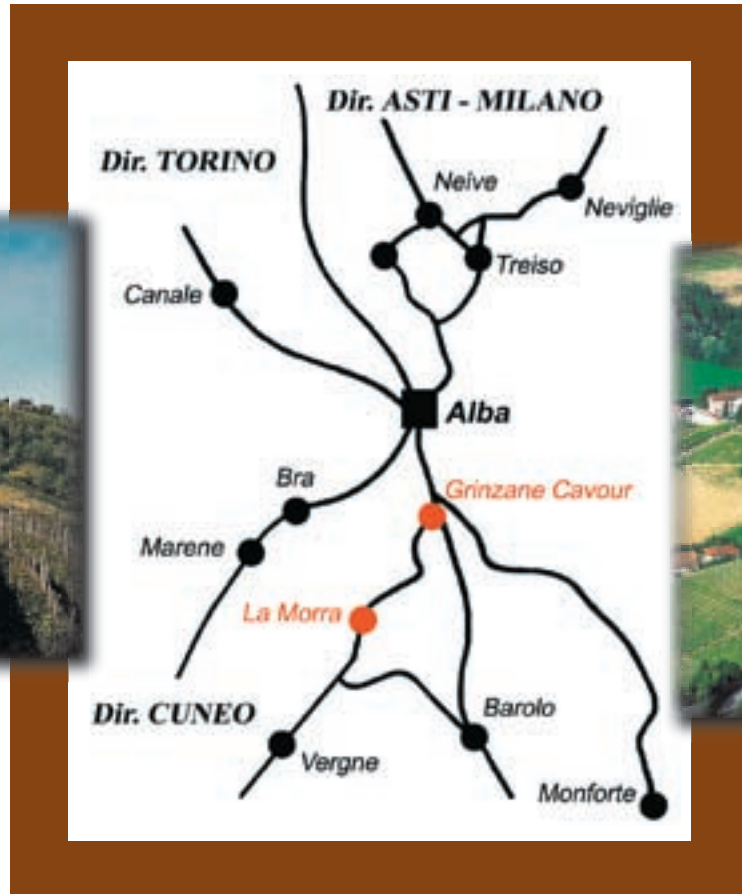 Dir. ASTI - MILANO
Dir. TORINO
Neive
Neviglie
Treiso
Canale
Alba
Bra
Grinzane Cavour
Marene
La Morra
Dir. CUNEO
Barolo
Vergne
Monforte